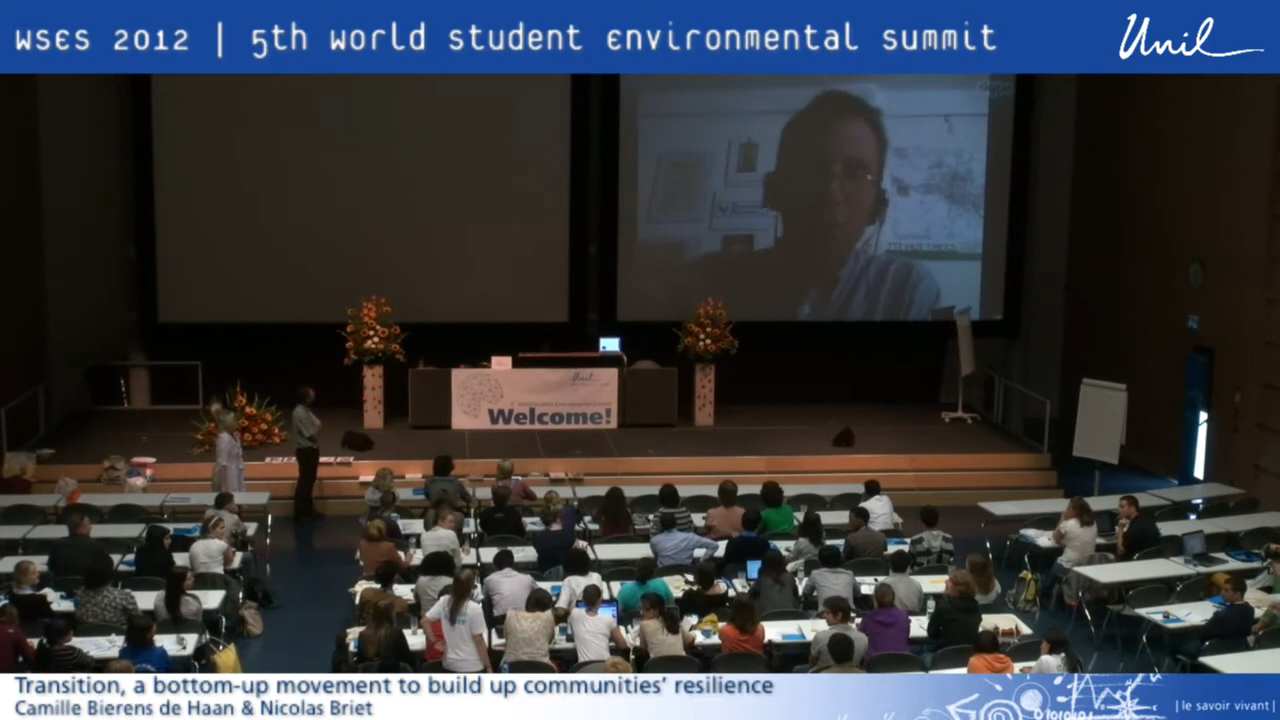 WSES 2012 | 5th world student environmental summit
Unil
Unil
Welcome!
Transition, a bottom-up movement to build up communities' resilience
Camille Bierens de Haan & Nicolas Briet
| le savoir vivant |